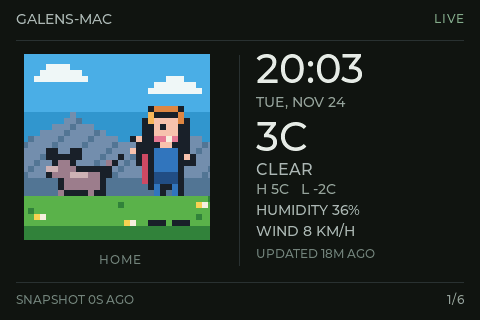 GALENS-MAC
LIVE
20:03
TUE, NOV 24
3C
CLEAR
H 5C L -2C
HUMIDITY 36%
WIND 8 KM/H
UPDATED 18M AGO
HOME
SNAPSHOT 0S AGO
1/6